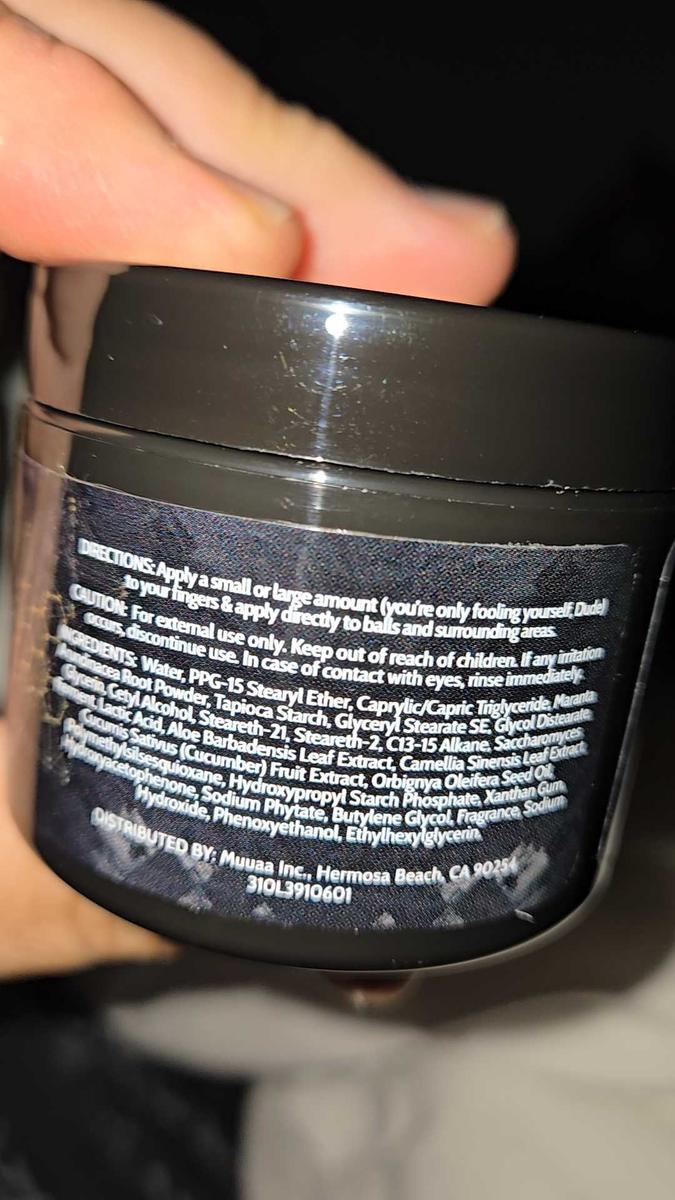 DIRECTIONS: Apply a small or large amount (you're only fooling yourself, Dude)
to your fingers & apply directly to balls and surrounding areas.
CAUTION: For external use only. Keep out of reach of children. If any irritation
occurs, discontinue use. In case of contact with eyes, rinse immediately.
INGREDIENTS: Water, PPG-15 Stearyl Ether, Caprylic/Capric Triglyceride, Maranta
Arundinacea Root Powder, Tapioca Starch, Glyceryl Stearate SE, Glycol Distearate,
Glycerin, Cetyl Alcohol, Steareth-21, Steareth-2, C13-15 Alkane, Saccharomyces
Ferment, Lactic Acid, Aloe Barbadensis Leaf Extract, Camellia Sinensis Leaf Extract,
Cucumis Sativus (Cucumber) Fruit Extract, Orbignya Oleifera Seed Oil,
Polymethylsilsesquioxane, Hydroxypropyl Starch Phosphate, Xanthan Gum,
Hydroxyacetophenone, Sodium Phytate, Butylene Glycol, Fragrance, Sodium
Hydroxide, Phenoxyethanol, Ethylhexylglycerin.
DISTRIBUTED BY: Muuaa Inc., Hermosa Beach, CA 90254
310L3910601